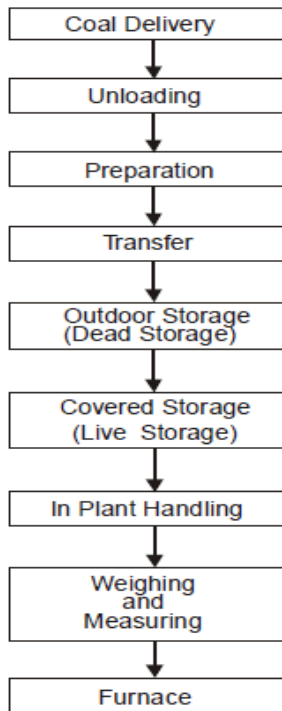 Coal Delivery
Unloading
Preparation
Transfer
Outdoor Storage
(Dead Storage)
Covered Storage
(Live Storage)
In Plant Handling
Weighing
and
Measuring
Furnace